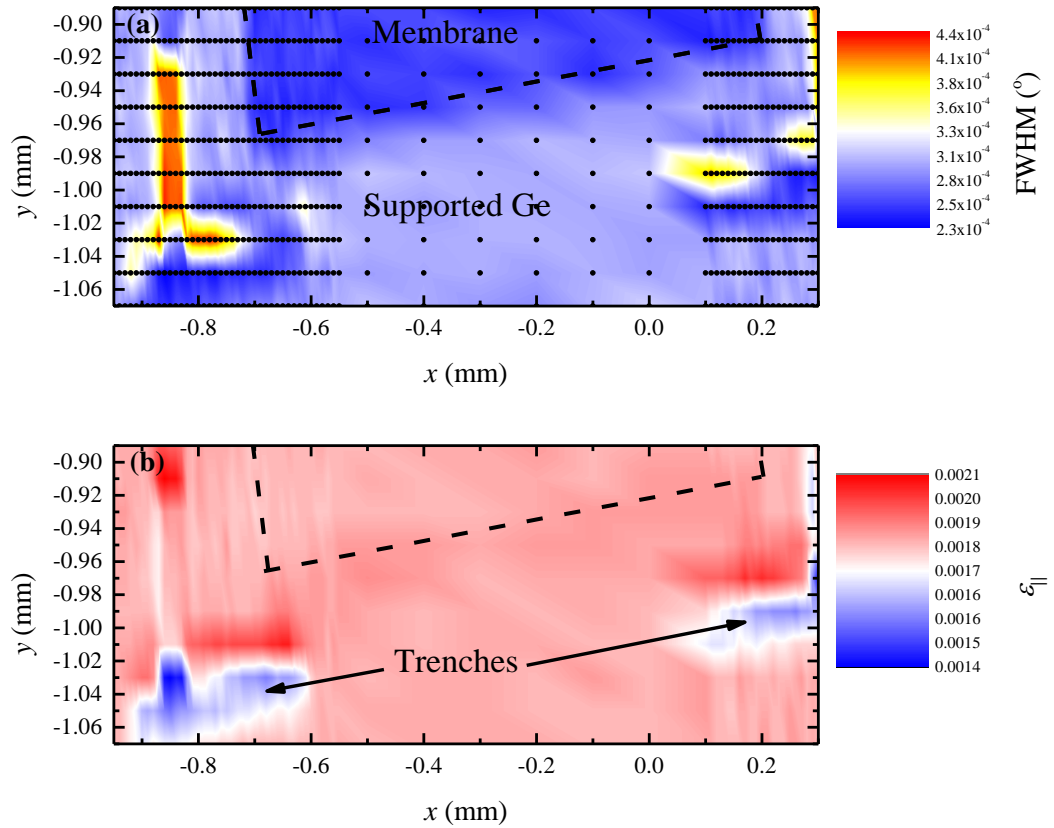 (a)
Membrane
Supported Ge
-0.90
-0.92
-0.94
-0.96
-0.98
-1.00
-1.02
-1.04
-1.06
y (mm)
-0.8
-0.6
-0.4
-0.2
0.0
0.2
x (mm)
4.4x10⁻⁴
4.1x10⁻⁴
3.8x10⁻⁴
3.6x10⁻⁴
3.3x10⁻⁴
3.1x10⁻⁴
2.8x10⁻⁴
2.5x10⁻⁴
2.3x10⁻⁴
FWHM (°)
(b)
Trenches
-0.90
-0.92
-0.94
-0.96
-0.98
-1.00
-1.02
-1.04
-1.06
y (mm)
-0.8
-0.6
-0.4
-0.2
0.0
0.2
x (mm)
0.0021
0.0020
0.0019
0.0018
0.0017
0.0016
0.0015
0.0014
ε||